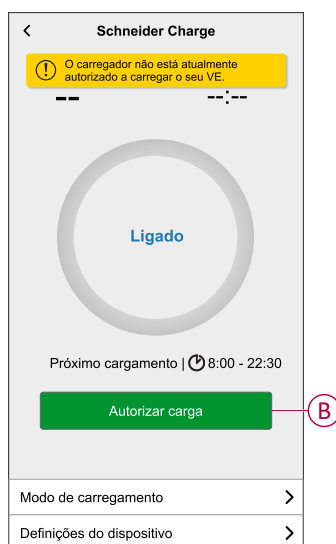 Schneider Charge
O carregador não está atualmente
autorizado a carregar o seu VE.
-- --:--
Ligado
Próximo cargamento | 8:00 - 22:30
Autorizar carga
B
Modo de carregamento
Definições do dispositivo